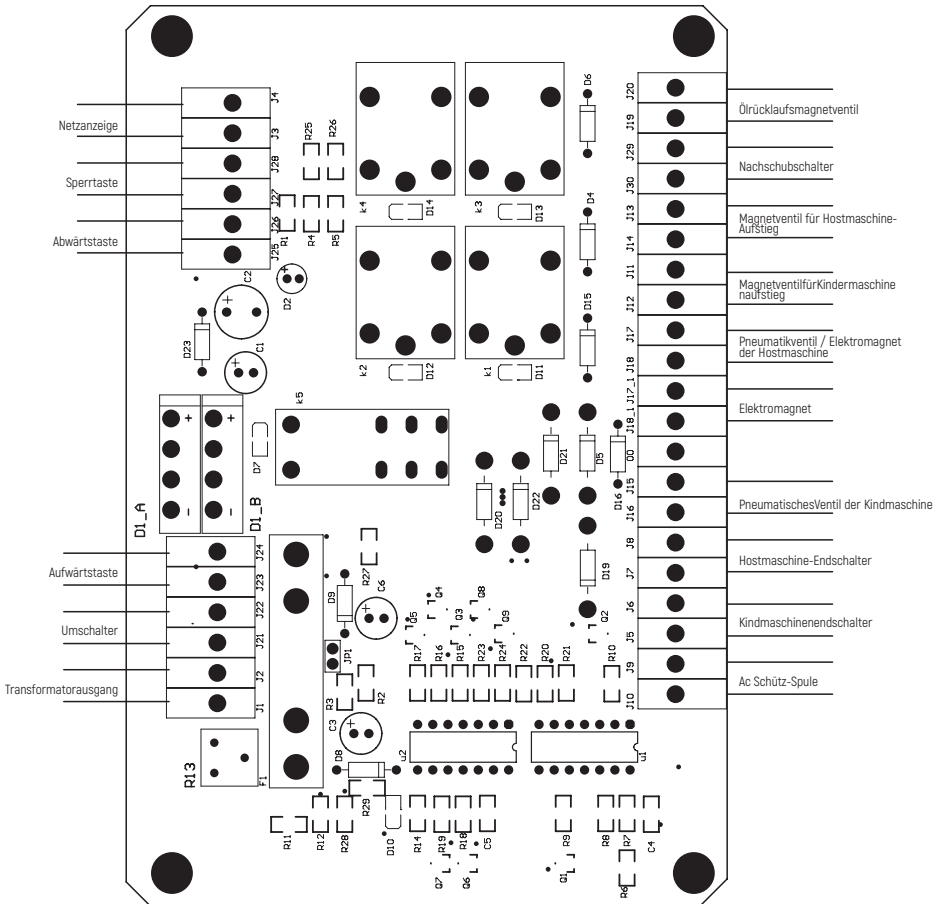 Netzanzeige
Sperrtaste
Abwärtstaste
J4
J3
J28
J27
J26
J25
R25
R26
R1
R4
R5
k4
D14
k3
D13
D6
D4
D15
C2
D2
D23
C1
k2
D12
k1
D11
k5
D7
+
-
+
-
D1_A
D1_B
D21
D5
D16
D20
D22
D19
J20
J19
J29
J30
J13
J14
J11
J12
J17
J18
J17_1
J18_1
00
J15
J16
J8
J7
J6
J5
J9
J10
Ölrücklaufsmagnetventil
Nachschubschalter
Magnetventil für Hostmaschine-
Aufstieg
MagnetventilfürKindermaschine
naufstieg
Pneumatikventil / Elektromagnet
der Hostmaschine
Elektromagnet
PneumatischesVentil der Kindmaschine
Hostmaschine-Endschalter
Kindmaschinenendschalter
Ac Schütz-Spule
Aufwärtstaste
Umschalter
Transformatorausgang
J24
J23
J22
J21
J2
J1
R27
D9
C6
JP1
R3
R2
C3
D8
F1
R13
Q5
Q4
Q3
Q8
Q9
Q2
R17
R16
R15
R23
R24
R22
R20
R21
R10
u2
u1
R11
R12
R28
R29
D10
R14
R19
R18
C5
R9
R8
R7
C4
Q7
Q6
Q1
R6